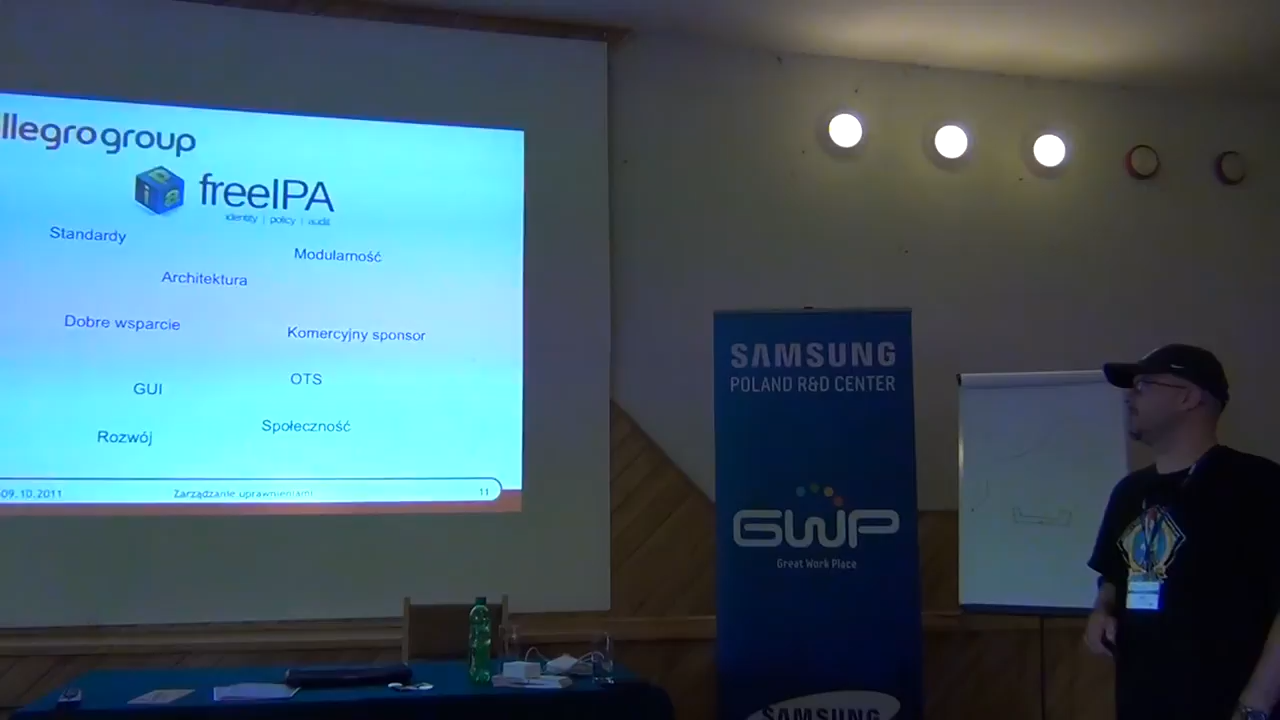 llegrogroup
freeIPA
identity | policy | audit
Standardy
Modularność
Architektura
Dobre wsparcie
Komercyjny sponsor
GUI
OTS
Rozwój
Społeczność
09.10.2011
Zarządzanie uprawnieniami
11
SAMSUNG
POLAND R&D CENTER
GWP
Great Work Place
SAMSUNG